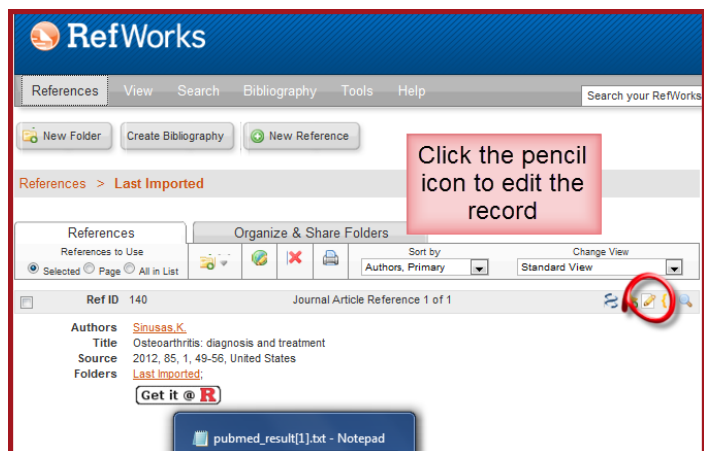 RefWorks
References View Search Bibliography Tools Help
Search your RefWorks
New Folder Create Bibliography New Reference
Click the pencil
icon to edit the
record
References > Last Imported
References Organize & Share Folders
References to Use
Selected Page All in List
Sort by
Authors, Primary
Change View
Standard View
Ref ID 140 Journal Article Reference 1 of 1
Authors Sinusas,K.
Title Osteoarthritis: diagnosis and treatment
Source 2012, 85, 1, 49-56, United States
Folders Last Imported;
Get it @ R
pubmed_result[1].txt - Notepad